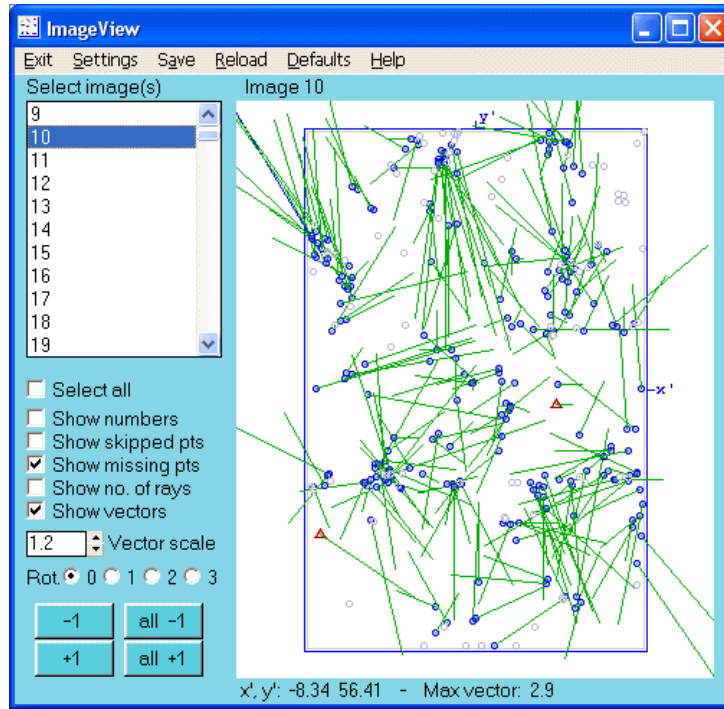 ImageView
Exit Settings Save Reload Defaults Help
Select image(s)
Image 10
9
10
11
12
13
14
15
16
17
18
19
y'
x'
Select all
Show numbers
Show skipped pts
Show missing pts
Show no. of rays
Show vectors
1.2 Vector scale
Rot. 0 1 2 3
-1 all -1
+1 all +1
x', y': -8.34 56.41 - Max vector: 2.9